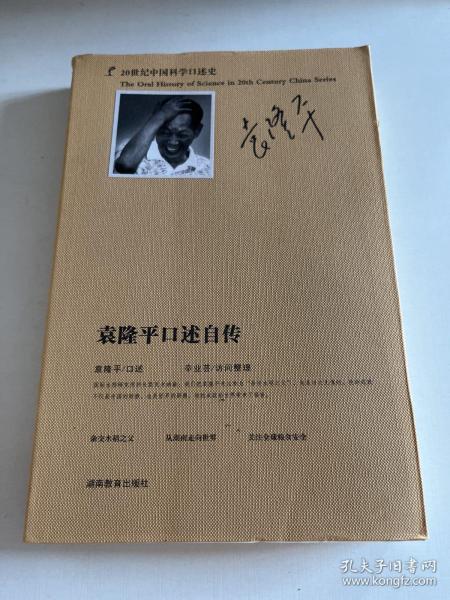 20世纪中国科学口述史
The Oral History of Science in 20th Century China Series
袁隆平
袁隆平口述自传
袁隆平/口述 辛业芸/访问整理
杂交水稻之父 从湖南走向世界 关注全球粮食安全
湖南教育出版社
孔夫子旧书网
www.kongfz.com